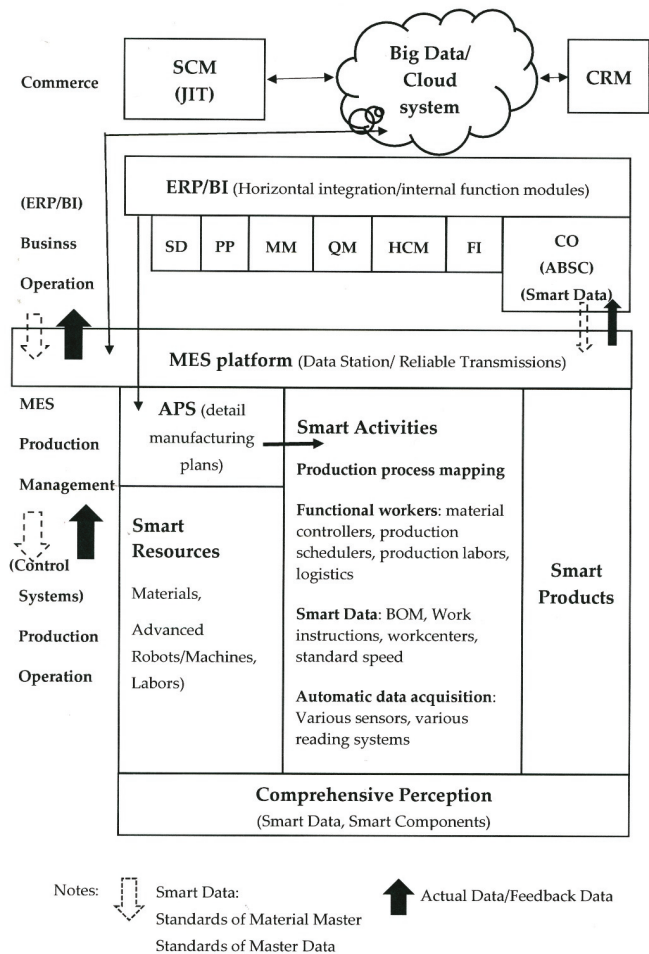 Commerce
SCM
(JIT)
Big Data/
Cloud
system
CRM
ERP/BI (Horizontal integration/internal function modules)
(ERP/BI)
Businss
Operation
SD
PP
MM
QM
HCM
FI
CO
(ABSC)
(Smart Data)
MES platform (Data Station/ Reliable Transmissions)
MES
Production
Management
(Control
Systems)
Production
Operation
APS (detail
manufacturing
plans)
Smart
Resources
Materials,
Advanced
Robots/Machines,
Labors)
Smart Activities
Production process mapping
Functional workers: material
controllers, production
schedulers, production labors,
logistics
Smart Data: BOM, Work
instructions, workcenters,
standard speed
Automatic data acquisition:
Various sensors, various
reading systems
Smart
Products
Comprehensive Perception
(Smart Data, Smart Components)
Notes:
Smart Data:
Standards of Material Master
Standards of Master Data
Actual Data/Feedback Data